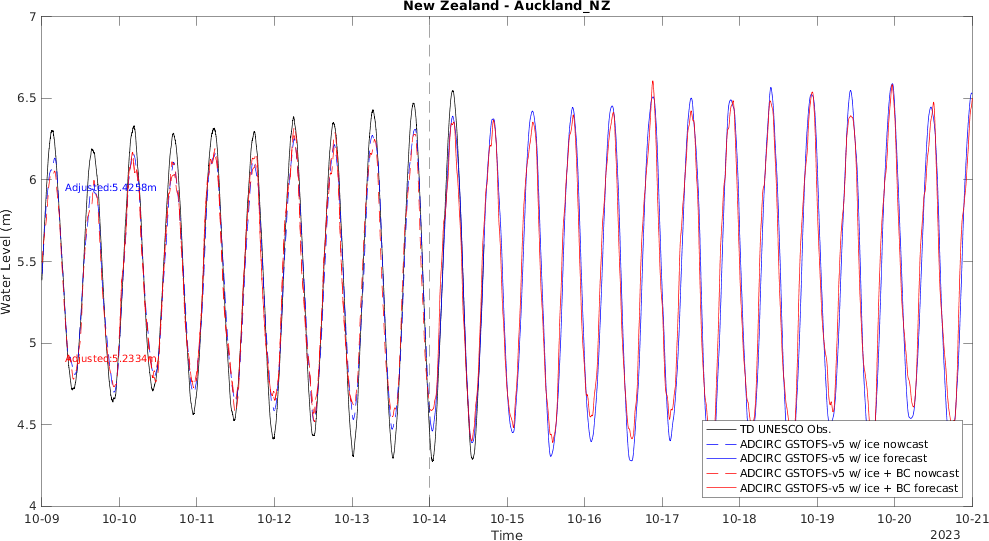 New Zealand - Auckland_NZ
7
6.5
6
5.5
5
4.5
4
Water Level (m)
Adjusted:5.4258m
Adjusted:5.2334m
TD UNESCO Obs.
ADCIRC GSTOFS-v5 w/ ice nowcast
ADCIRC GSTOFS-v5 w/ ice forecast
ADCIRC GSTOFS-v5 w/ ice + BC nowcast
ADCIRC GSTOFS-v5 w/ ice + BC forecast
10-09 10-10 10-11 10-12 10-13 10-14 10-15 10-16 10-17 10-18 10-19 10-20 10-21
Time
2023